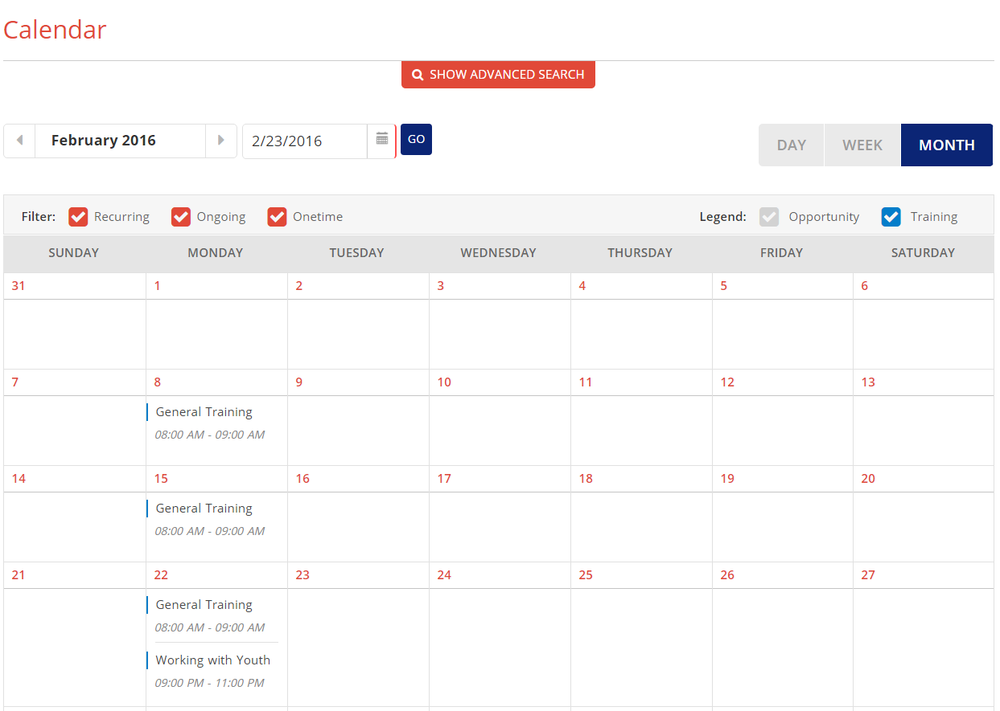 Calendar
SHOW ADVANCED SEARCH
February 2016 2/23/2016 GO DAY WEEK MONTH
Filter: Recurring Ongoing Onetime Legend: Opportunity Training
SUNDAY MONDAY TUESDAY WEDNESDAY THURSDAY FRIDAY SATURDAY
31 1 2 3 4 5 6
7 8 9 10 11 12 13
General Training
08:00 AM - 09:00 AM
14 15 16 17 18 19 20
General Training
08:00 AM - 09:00 AM
21 22 23 24 25 26 27
General Training
08:00 AM - 09:00 AM
Working with Youth
09:00 PM - 11:00 PM